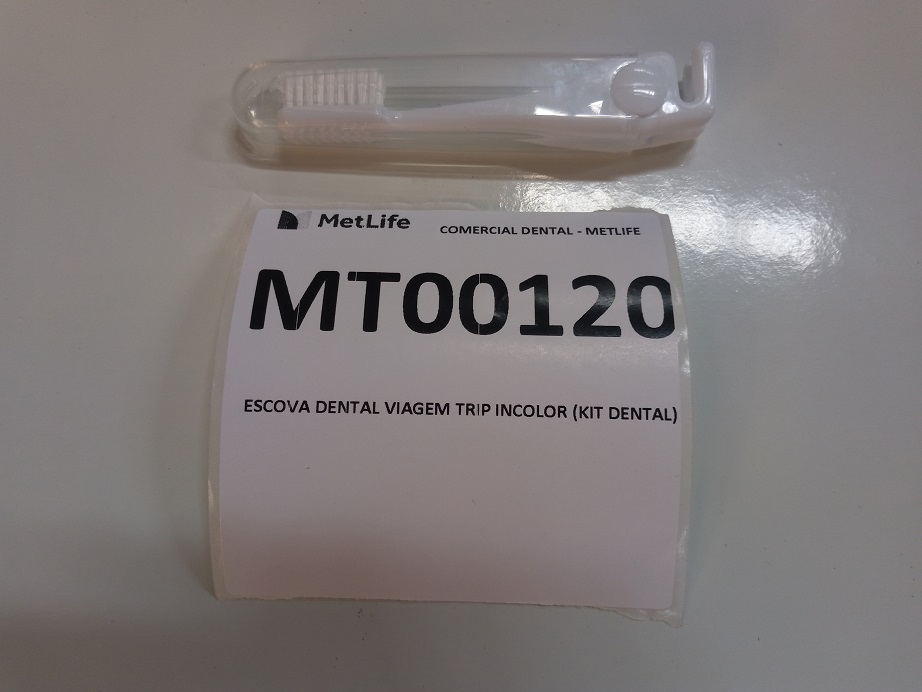 MetLife
COMERCIAL DENTAL - METLIFE
MT00120
ESCOVA DENTAL VIAGEM TRIP INCOLOR (KIT DENTAL)